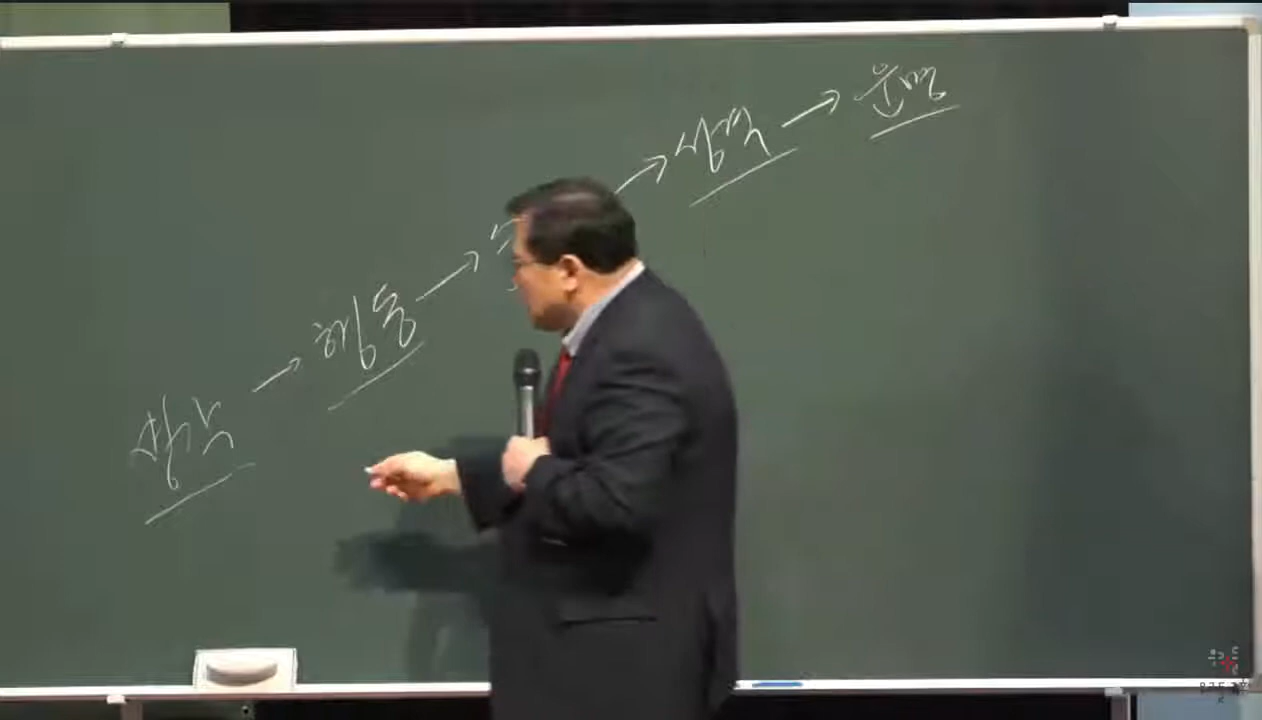 생각 → 행동 → → 성격 → 운명